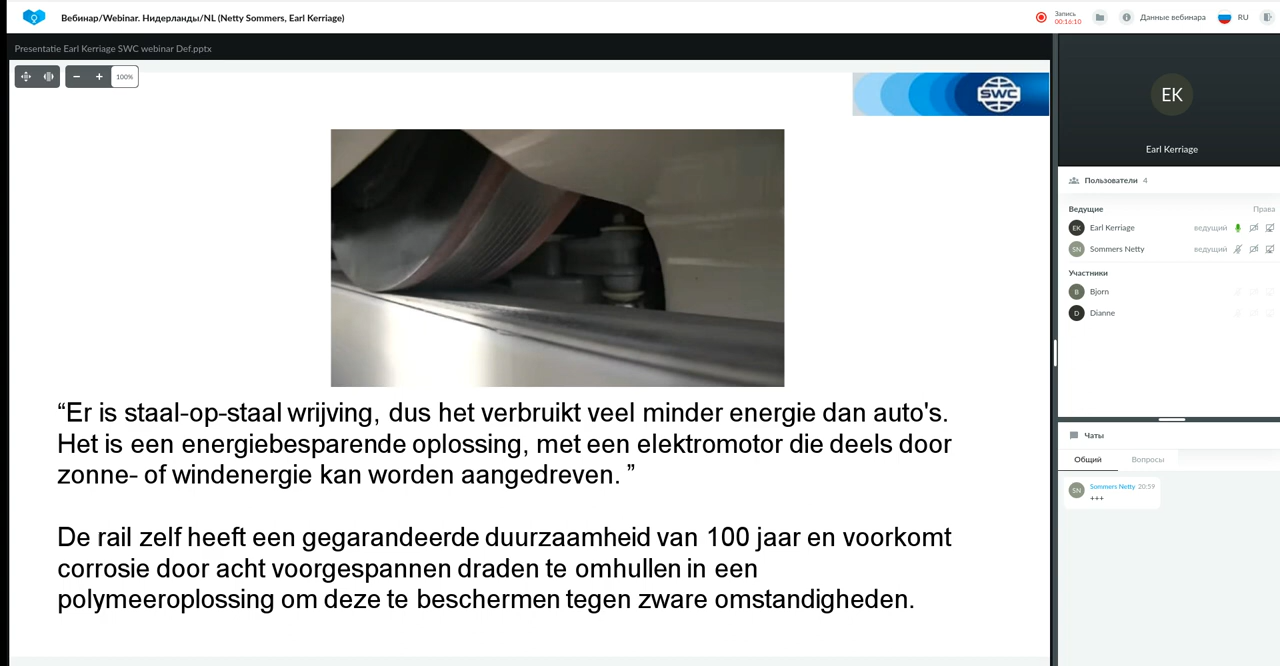 Вебинар/Webinar. Нидерланды/NL (Netty Sommers, Earl Kerriage)
Запись
00:16:10
Данные вебинара
RU
Presentatie Earl Kerriage SWC webinar Def.pptx
100%
SWC
“Er is staal-op-staal wrijving, dus het verbruikt veel minder energie dan auto's.
Het is een energiebesparende oplossing, met een elektromotor die deels door
zonne- of windenergie kan worden aangedreven. ”
De rail zelf heeft een gegarandeerde duurzaamheid van 100 jaar en voorkomt
corrosie door acht voorgespannen draden te omhullen in een
polymeeroplossing om deze te beschermen tegen zware omstandigheden.
EK
Earl Kerriage
Пользователи 4
Ведущие Права
EK Earl Kerriage ведущий
SN Sommers Netty ведущий
Участники
B Bjorn
D Dianne
Чаты
Общий Вопросы
SN Sommers Netty 20:59
+++